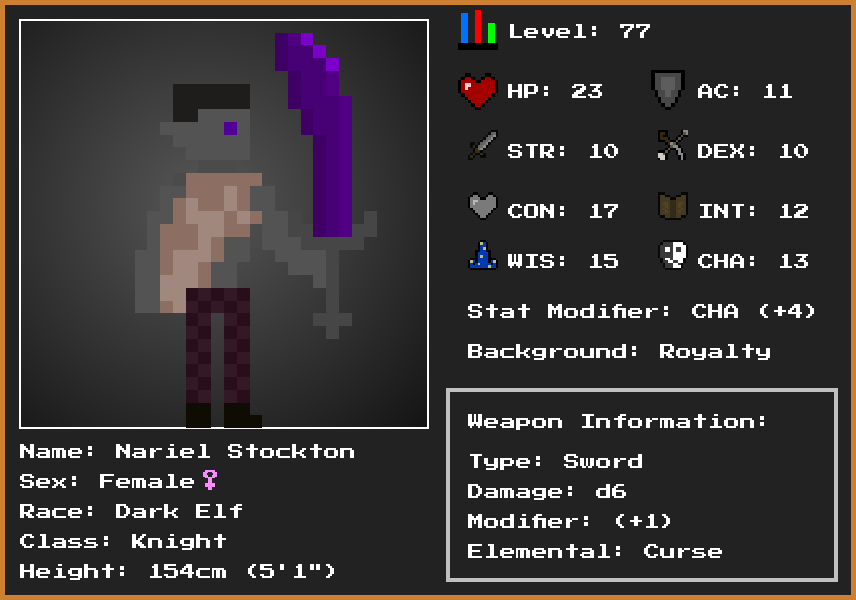 Level: 77
HP: 23
AC: 11
STR: 10
DEX: 10
CON: 17
INT: 12
WIS: 15
CHA: 13
Stat Modifier: CHA (+4)
Background: Royalty
Weapon Information:
Type: Sword
Damage: d6
Modifier: (+1)
Elemental: Curse
Name: Nariel Stockton
Sex: Female♀
Race: Dark Elf
Class: Knight
Height: 154cm (5'1")